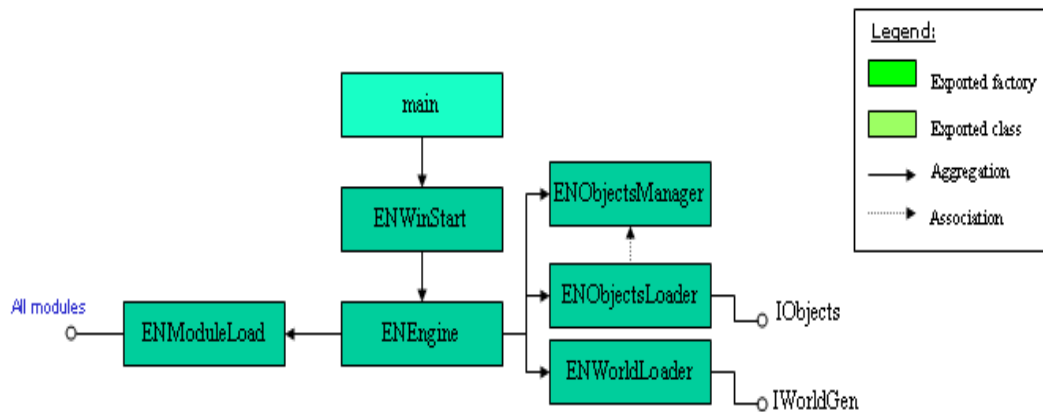 Legend:
Exported factory
Exported class
Aggregation
Association
main
ENWinStart
ENObjectsManager
All modules
ENModuleLoad
ENEngine
ENObjectsLoader
IObjects
ENWorldLoader
IWorldGen